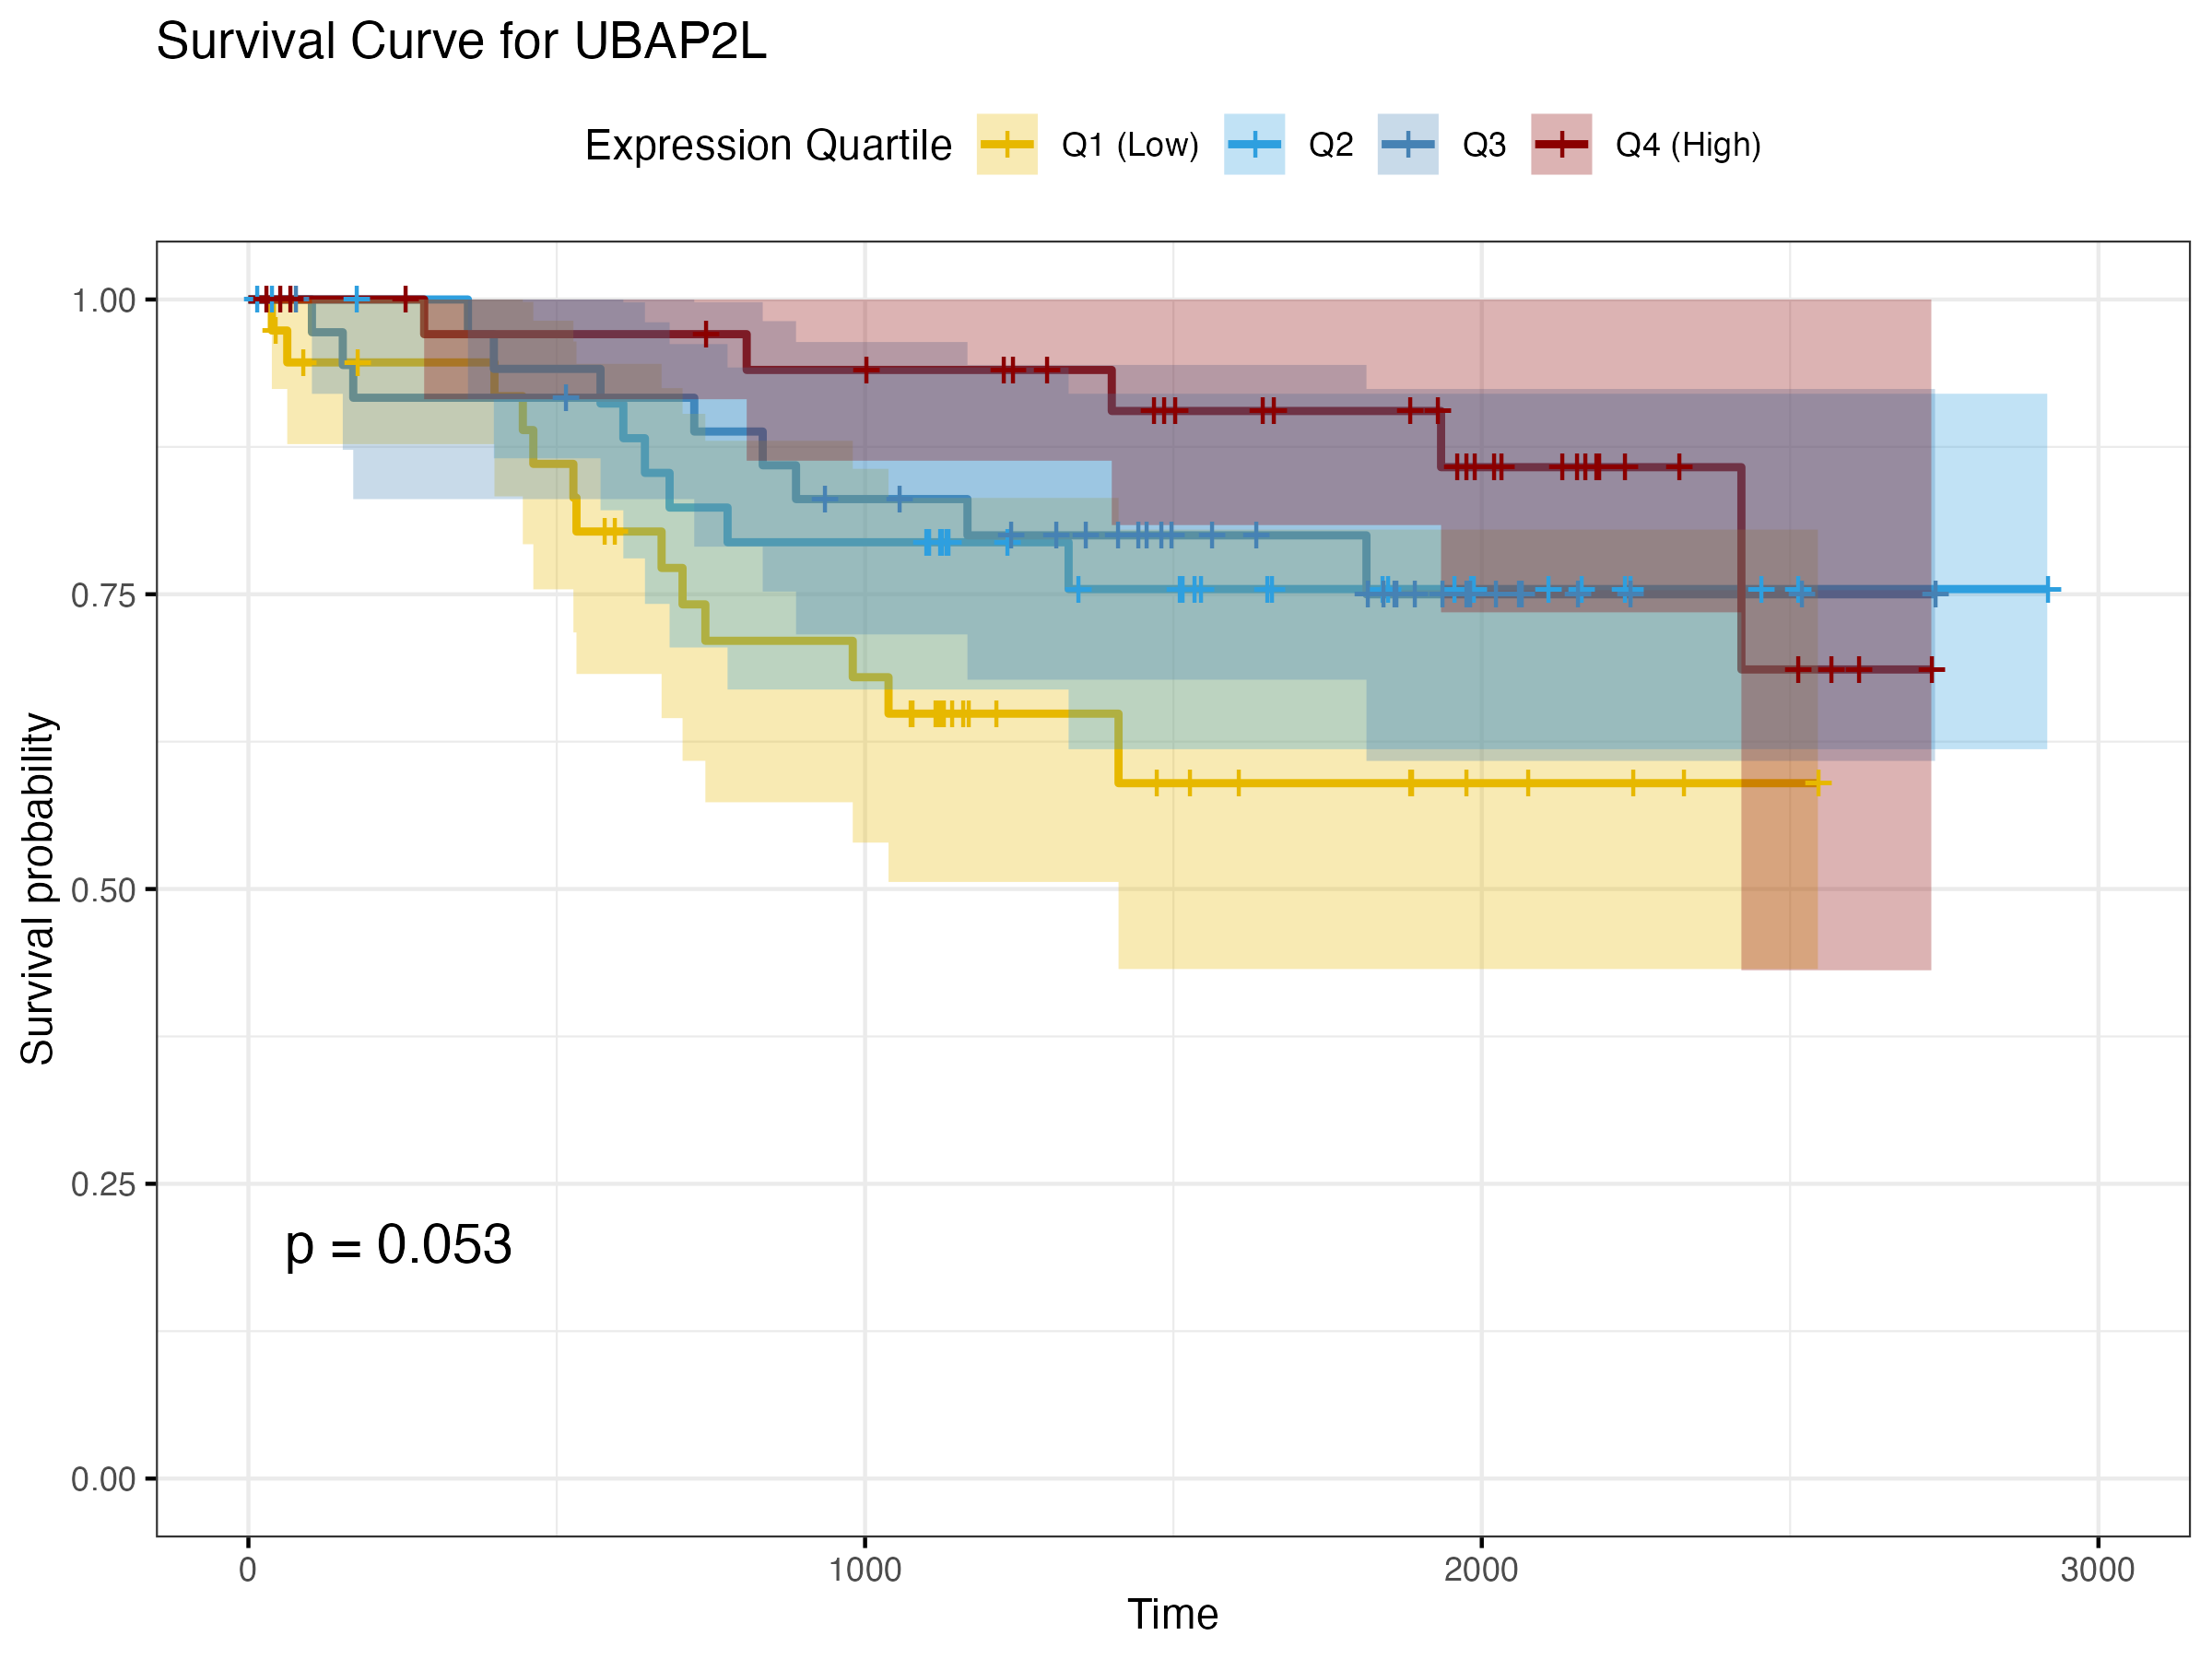 Survival Curve for UBAP2L
Expression Quartile Q1 (Low) Q2 Q3 Q4 (High)
Survival probability
1.00
0.75
0.50
0.25
0.00
p = 0.053
0 1000 2000 3000
Time